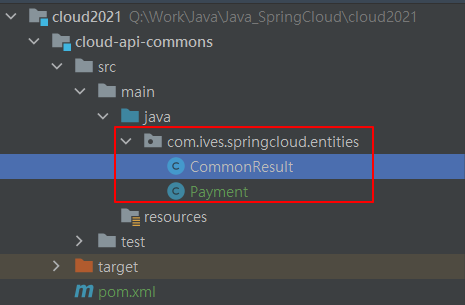 cloud2021 Q:\Work\Java\Java_SpringCloud\cloud2021
cloud-api-commons
src
main
java
com.ives.springcloud.entities
CommonResult
Payment
resources
test
target
pom.xml